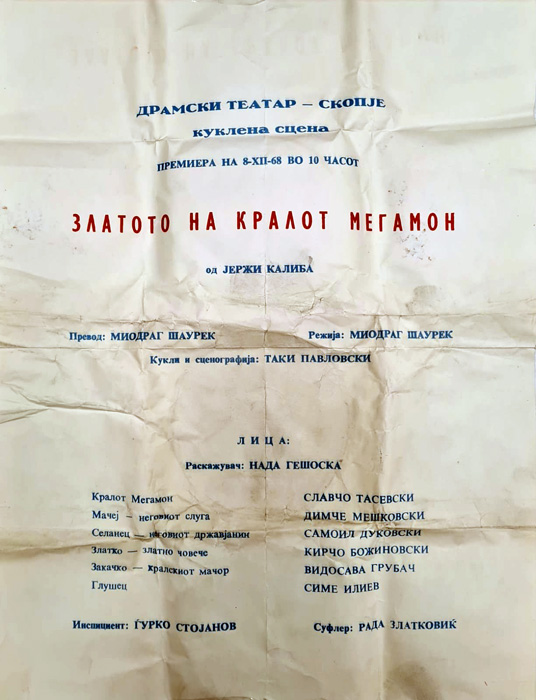 ДРАМСКИ ТЕАТАР — СКОПЈЕ
куклена сцена
ПРЕМИЕРА НА 8-XII-68 ВО 10 ЧАСОТ
ЗЛАТОТО НА КРАЛОТ МЕГАМОН
од ЈЕРЖИ КАЛИБА
Превод: МИОДРАГ ШАУРЕК Режија: МИОДРАГ ШАУРЕК
Кукли и сценографија: ТАКИ ПАВЛОВСКИ
ЛИЦА:
Раскажувач: НАДА ГЕШОСКА
Кралот Мегамон СЛАВЧО ТАСЕВСКИ
Мачеј — неговиот слуга ДИМЧЕ МЕШКОВСКИ
Селанец — неговиот државјанин САМОИЛ ДУКОВСКИ
Златко — златно човече КИРЧО БОЖИНОВСКИ
Закачко — кралскиот мачор ВИДОСАВА ГРУБАЧ
Глушец СИМЕ ИЛИЕВ
Инспициент: ЃУРКО СТОЈАНОВ Суфлер: РАДА ЗЛАТКОВИЌ